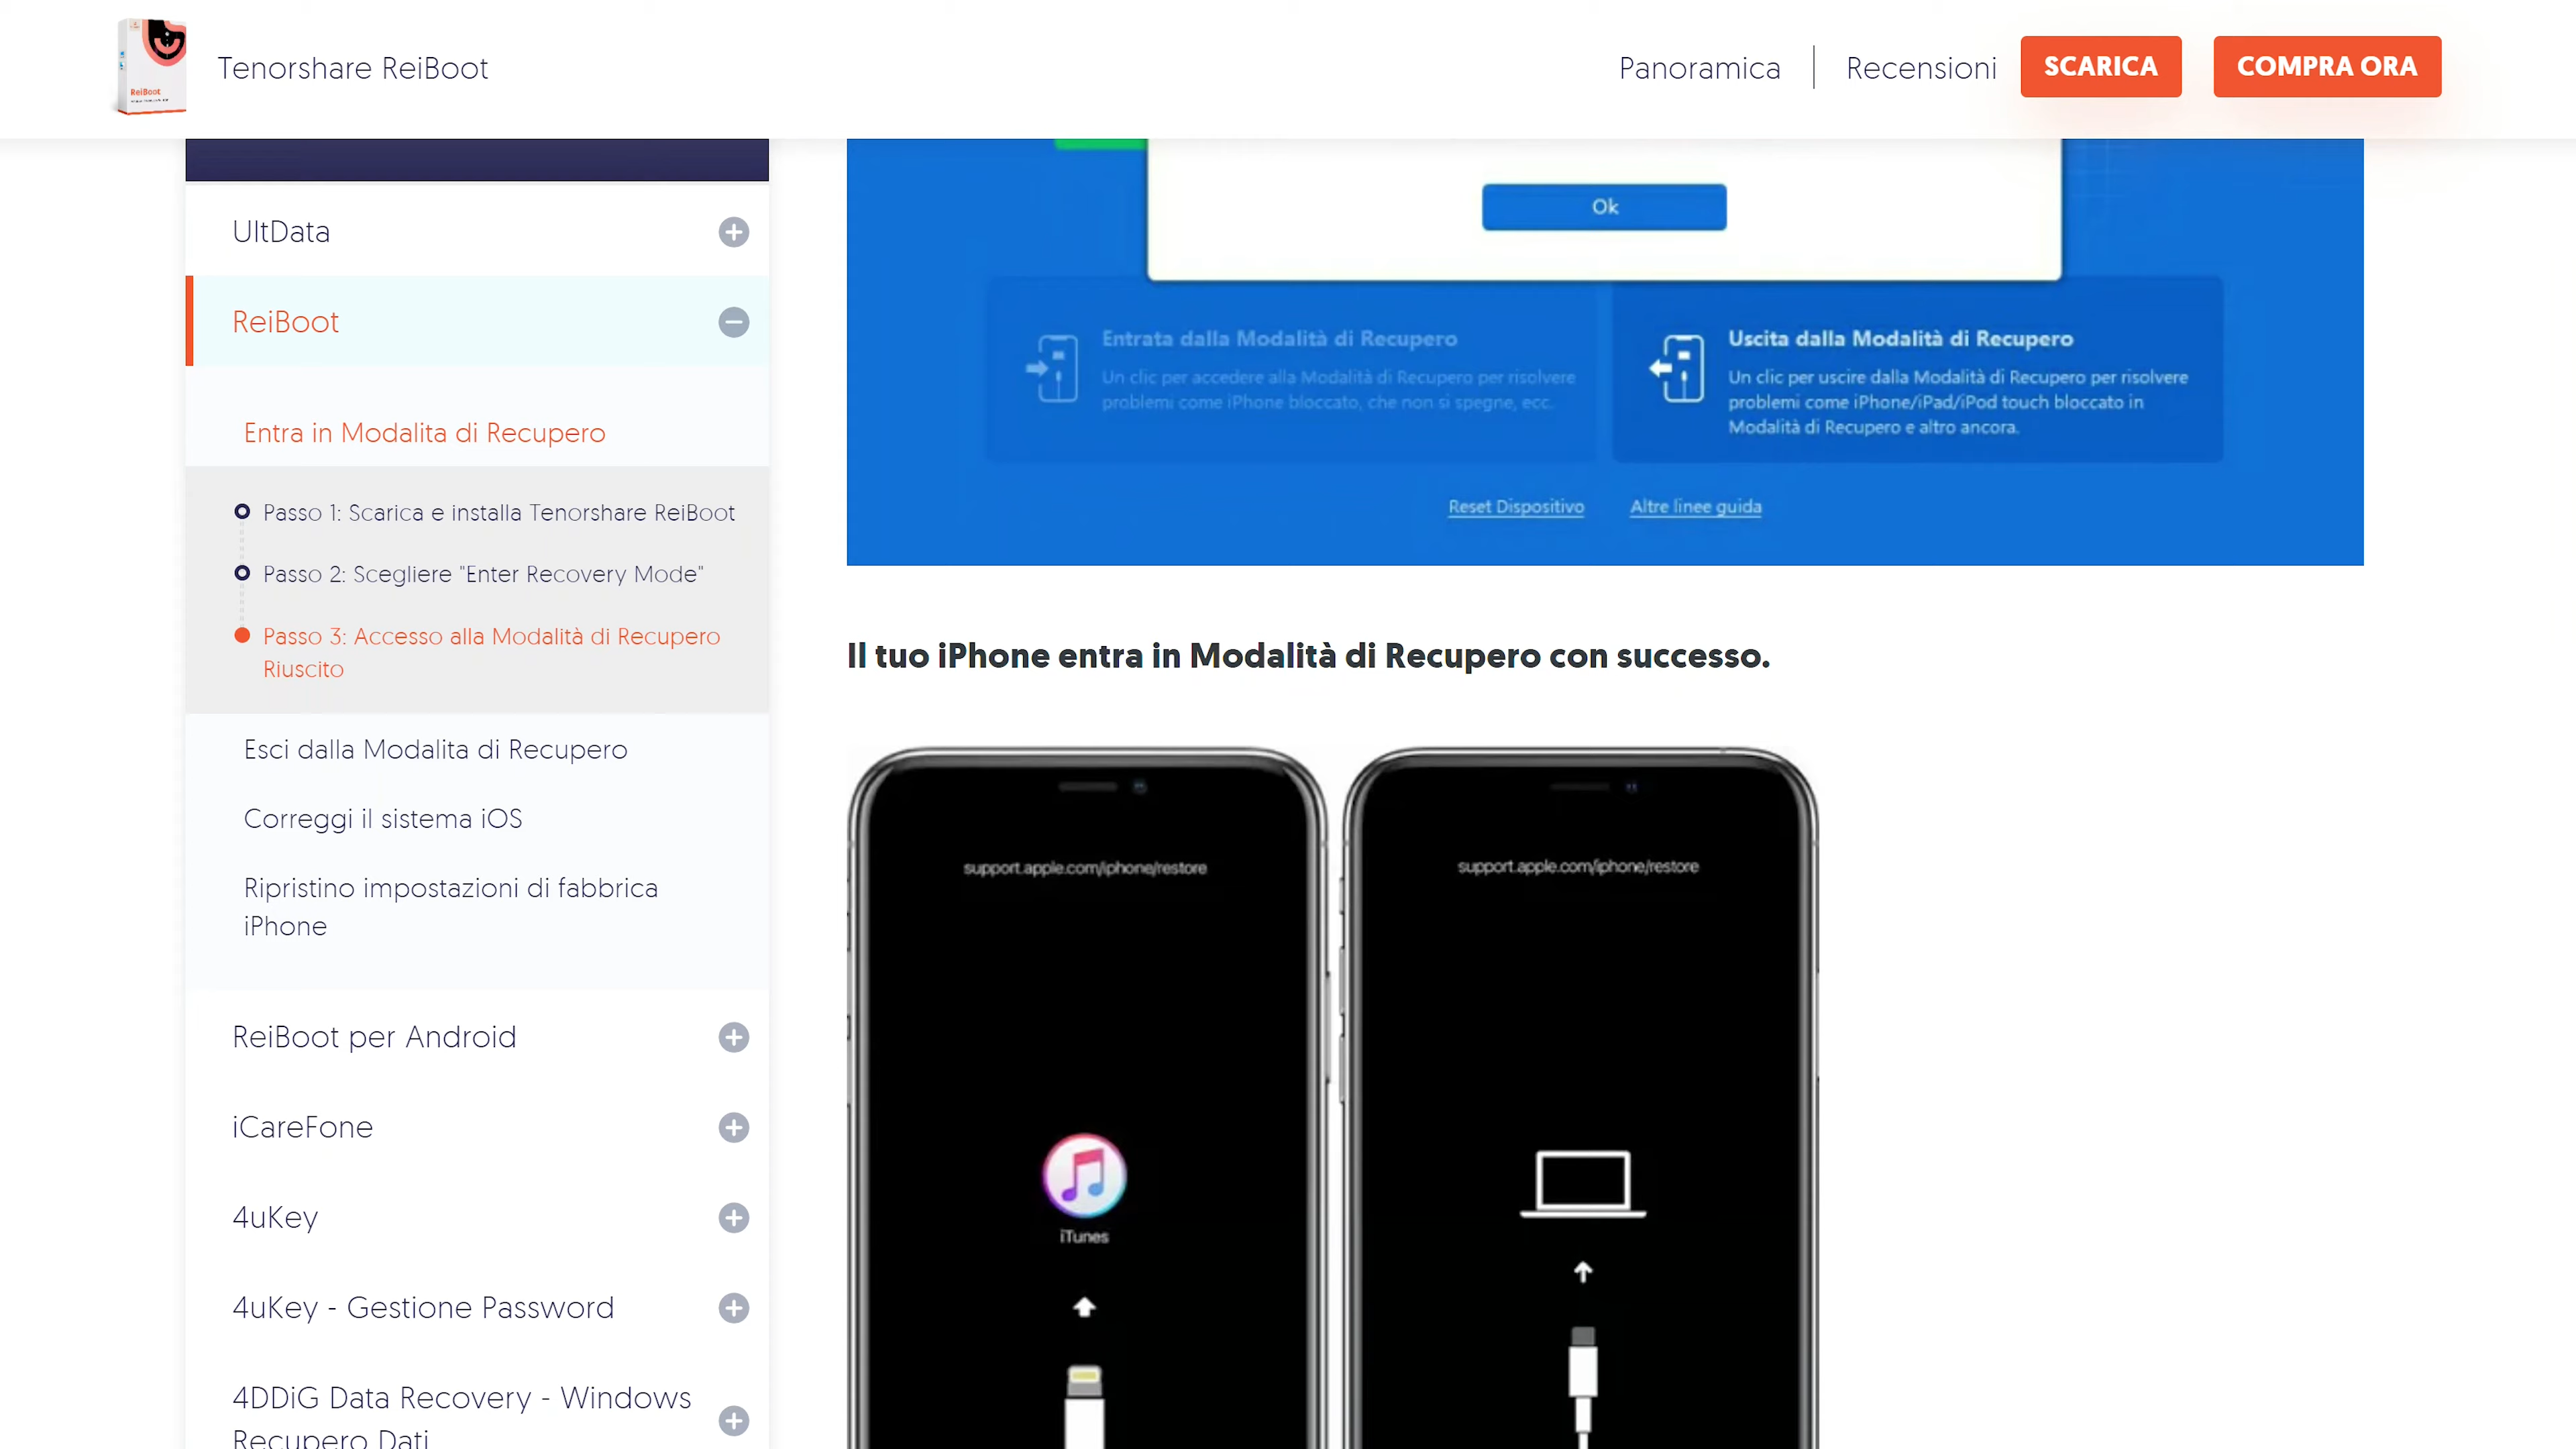 ReiBoot
Tenorshare ReiBoot
Panoramica
Recensioni
SCARICA
COMPRA ORA
UltData
ReiBoot
Entra in Modalita di Recupero
Passo 1: Scarica e installa Tenorshare ReiBoot
Passo 2: Scegliere "Enter Recovery Mode"
Passo 3: Accesso alla Modalità di Recupero
Riuscito
Esci dalla Modalita di Recupero
Correggi il sistema iOS
Ripristino impostazioni di fabbrica
iPhone
ReiBoot per Android
iCareFone
4uKey
4uKey - Gestione Password
4DDiG Data Recovery - Windows
Recupero Dati
Ok
Entrata dalla Modalità di Recupero
Un clic per accedere alla Modalità di Recupero per risolvere
problemi come iPhone bloccato, che non si spegne, ecc.
Uscita dalla Modalità di Recupero
Un clic per uscire dalla Modalità di Recupero per risolvere
problemi come iPhone/iPad/iPod touch bloccato in
Modalità di Recupero e altro ancora.
Reset Dispositivo
Altre linee guida
Il tuo iPhone entra in Modalità di Recupero con successo.
support.apple.com/iphone/restore
iTunes
support.apple.com/iphone/restore